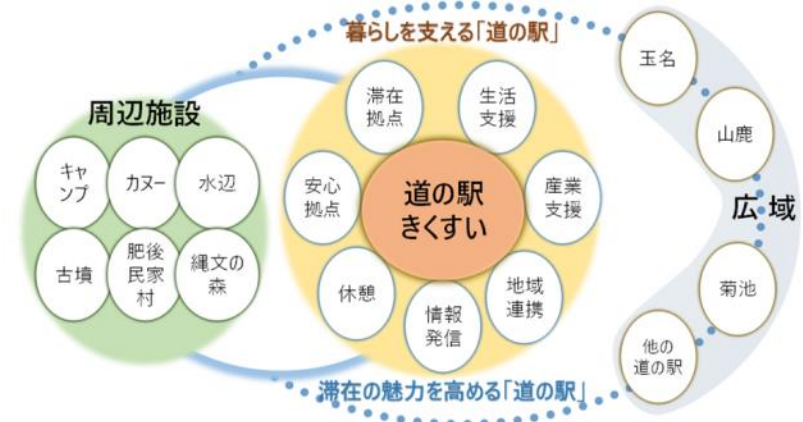 暮らしを支える「道の駅」
周辺施設
キャ
ンプ
カヌー
水辺
古墳
肥後
民家
村
縄文の
森
滞在
拠点
生活
支援
安心
拠点
道の駅
きくすい
産業
支援
休憩
情報
発信
地域
連携
滞在の魅力を高める「道の駅」
玉名
山鹿
広域
菊池
他の
道の駅